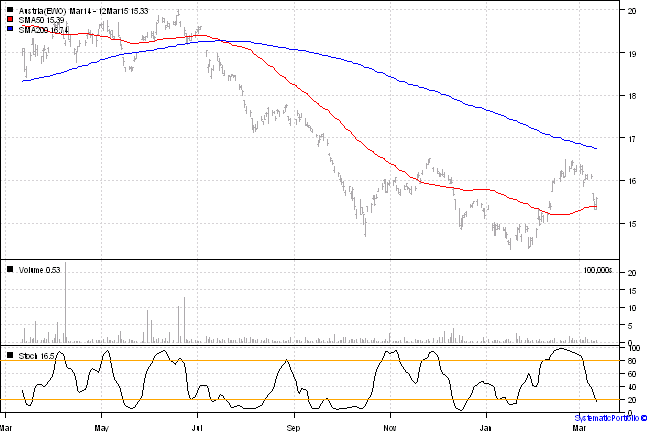 Austria(EWO) Mar14 - 12Mar15 15.33
SMA50 15.39
SMA200 16.74
20
19
18
17
16
15
Volume 0.53
100,000s
20
15
10
5
0
Stoch 16.5
100
80
60
40
20
0
SystematicPortfolio ©
Mar May Jul Sep Nov Jan Mar